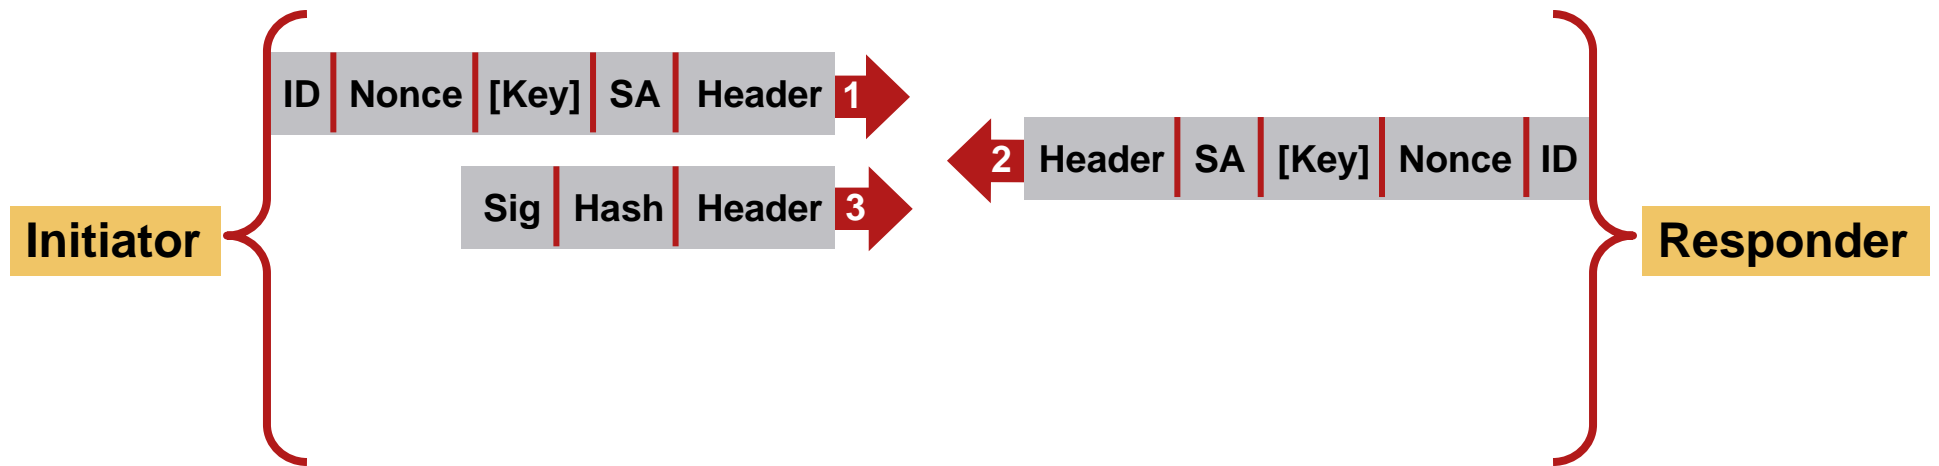 ID Nonce [Key] SA Header 1
2 Header SA [Key] Nonce ID
Sig Hash Header 3
Initiator
Responder